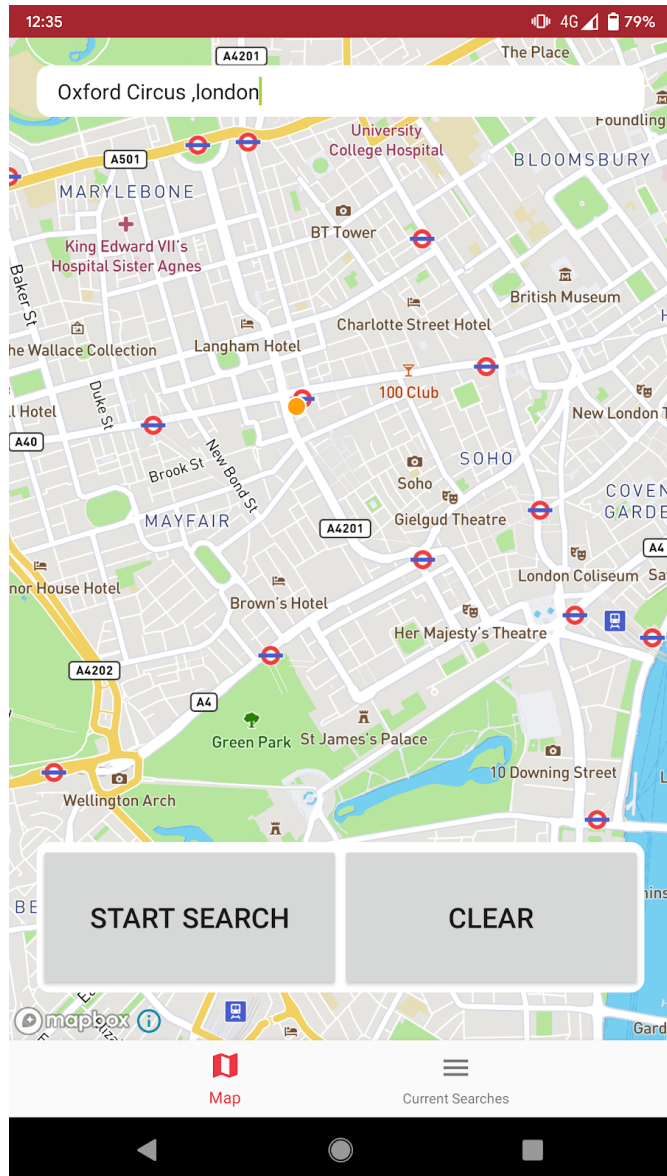 12:35
4G
79%
The Place
A4201
Oxford Circus ,london
Foundling
University
College Hospital
A501
BLOOMSBURY
MARYLEBONE
BT Tower
King Edward VII's
Hospital Sister Agnes
Baker St
British Museum
Charlotte Street Hotel
Langham Hotel
he Wallace Collection
100 Club
Duke St
l Hotel
New London T
A40
New Bond St
Brook St
SOHO
Soho
COVEN
GARDE
MAYFAIR
Gielgud Theatre
A4201
A4
London Coliseum
Sa
nor House Hotel
Brown's Hotel
Her Majesty's Theatre
A4202
A4
Green Park
St James's Palace
10 Downing Street
L
Wellington Arch
BE
START SEARCH
CLEAR
mins
mapbox
Gard
Map
Current Searches